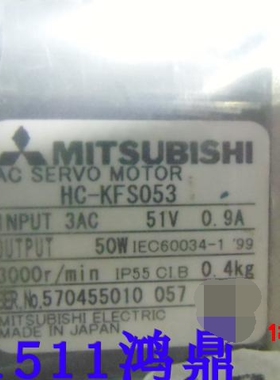 MITSUBISHI
AC SERVO MOTOR
HC-KFS053
INPUT 3AC 51V 0.9A
OUTPUT 50W IEC60034-1 '99
3000r/min IP55 CI.B 0.4kg
SER.No.570455010 057
MITSUBISHI ELECTRIC
MADE IN JAPAN
1511鸿鼎